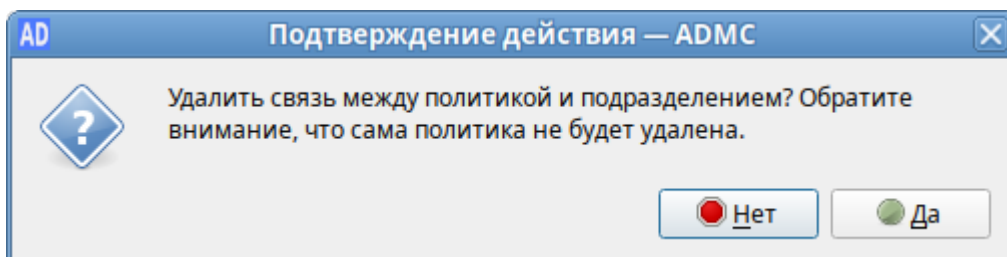 AD Подтверждение действия — ADMC
?
Удалить связь между политикой и подразделением? Обратите
внимание, что сама политика не будет удалена.
Нет Да